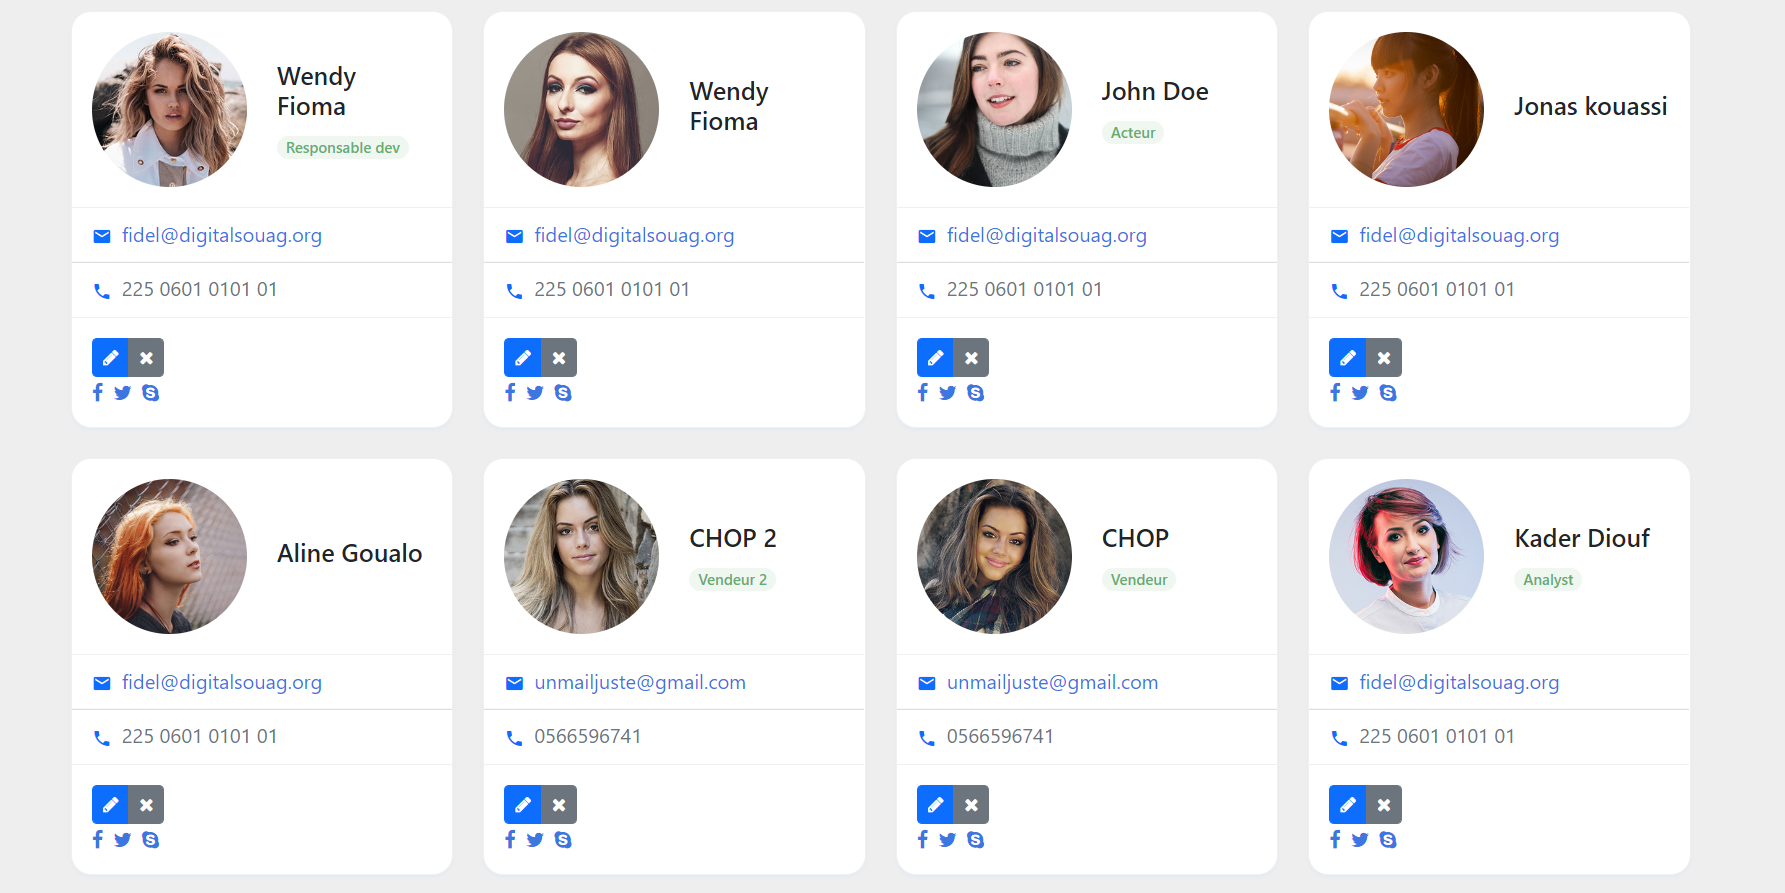 Wendy
Fioma
Responsable dev
fidel@digitalsouag.org
225 0601 0101 01
Wendy
Fioma
fidel@digitalsouag.org
225 0601 0101 01
John Doe
Acteur
fidel@digitalsouag.org
225 0601 0101 01
Jonas kouassi
fidel@digitalsouag.org
225 0601 0101 01
Aline Goualo
fidel@digitalsouag.org
225 0601 0101 01
CHOP 2
Vendeur 2
unmailjuste@gmail.com
0566596741
CHOP
Vendeur
unmailjuste@gmail.com
0566596741
Kader Diouf
Analyst
fidel@digitalsouag.org
225 0601 0101 01